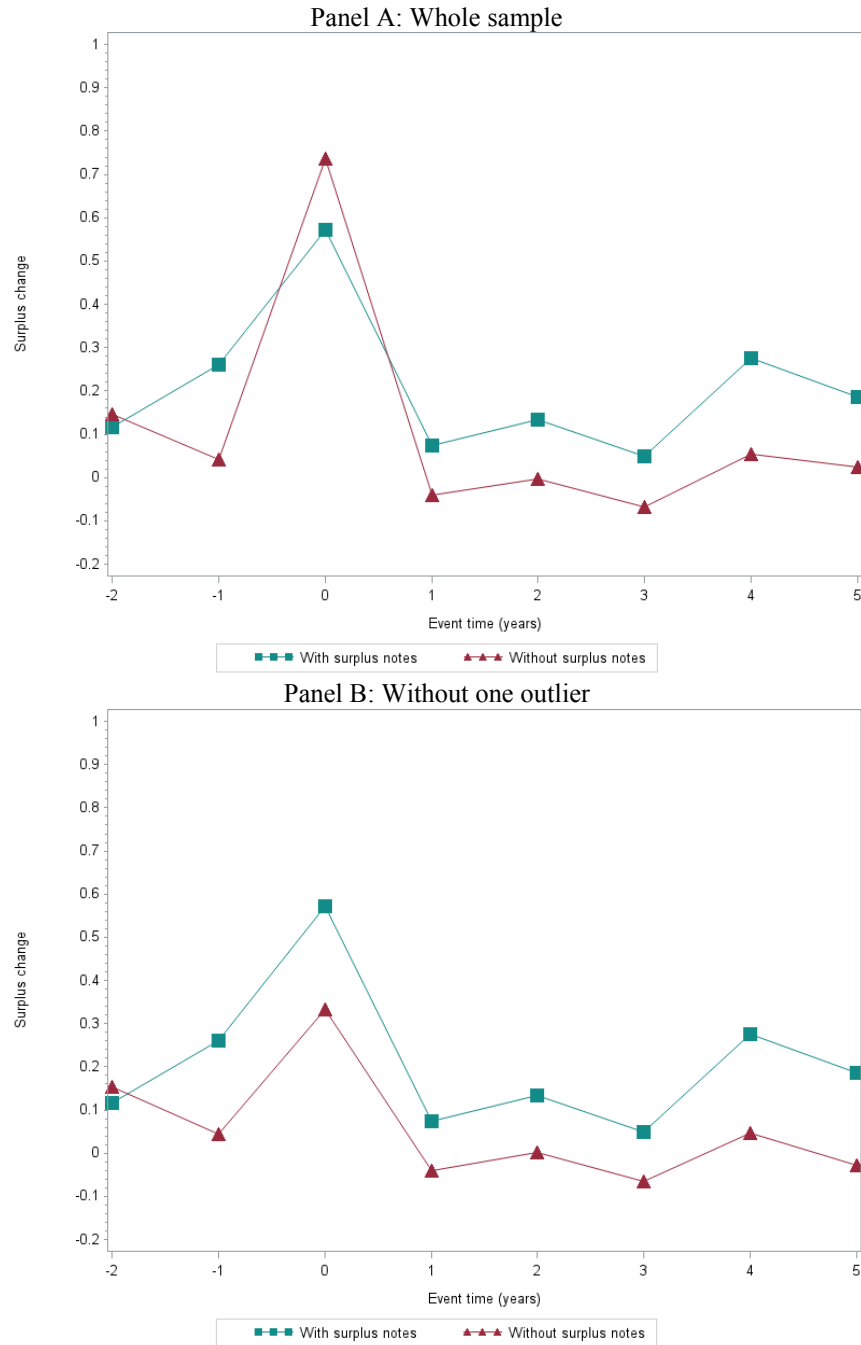 Panel A: Whole sample
1
0.9
0.8
0.7
0.6
0.5
0.4
0.3
0.2
0.1
0
-0.1
-0.2
Surplus change
-2 -1 0 1 2 3 4 5
Event time (years)
With surplus notes Without surplus notes
Panel B: Without one outlier
1
0.9
0.8
0.7
0.6
0.5
0.4
0.3
0.2
0.1
0
-0.1
-0.2
Surplus change
-2 -1 0 1 2 3 4 5
Event time (years)
With surplus notes Without surplus notes